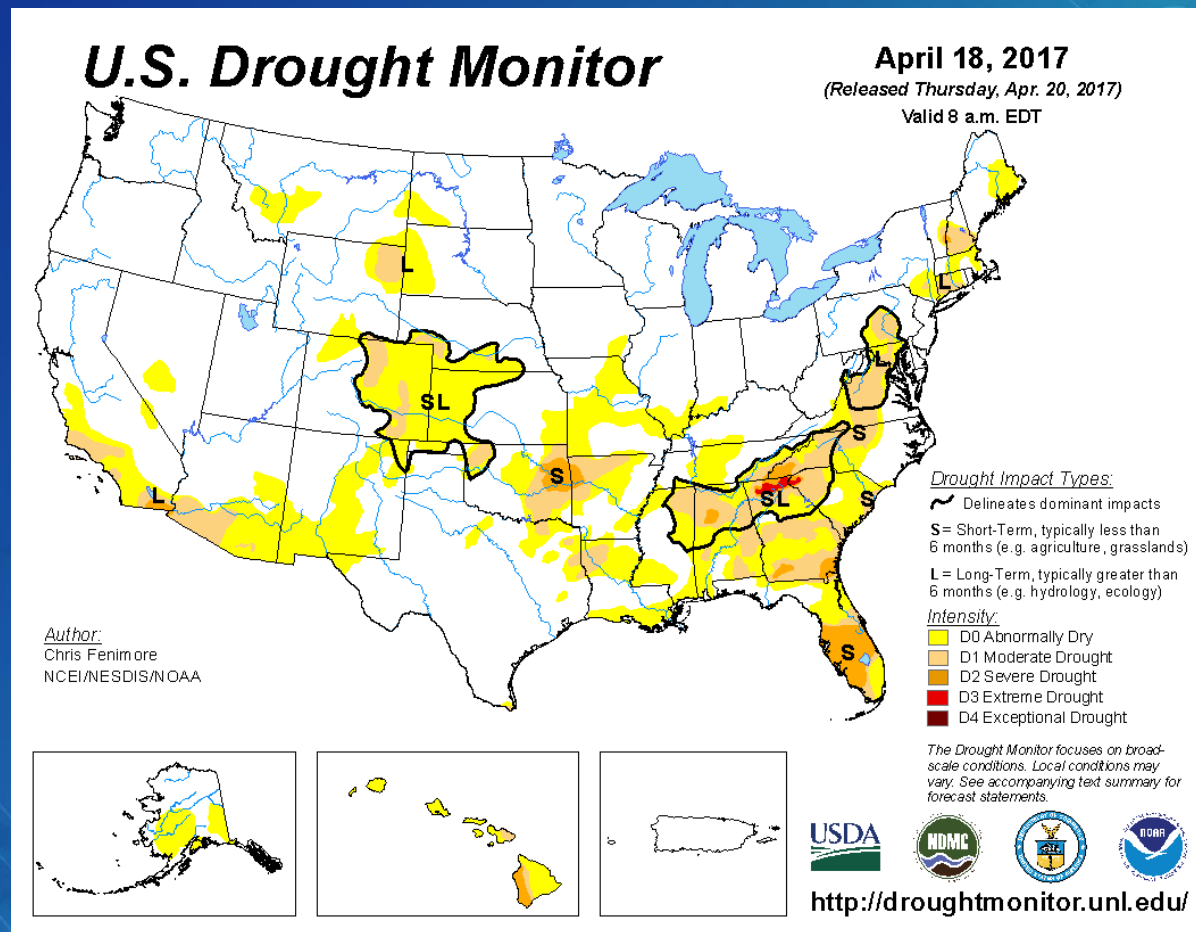 U.S. Drought Monitor
April 18, 2017
(Released Thursday, Apr. 20, 2017)
Valid 8 a.m. EDT
L
L
L
SL
S
S
L
SL
S
S
Drought Impact Types:
Delineates dominant impacts
S = Short-Term, typically less than
6 months (e.g. agriculture, grasslands)
L = Long-Term, typically greater than
6 months (e.g. hydrology, ecology)
Intensity:
D0 Abnormally Dry
D1 Moderate Drought
D2 Severe Drought
D3 Extreme Drought
D4 Exceptional Drought
Author:
Chris Fenimore
NCEI/NESDIS/NOAA
The Drought Monitor focuses on broad-
scale conditions. Local conditions may
vary. See accompanying text summary for
forecast statements.
USDA
NDMC
NOAA
http://droughtmonitor.unl.edu/